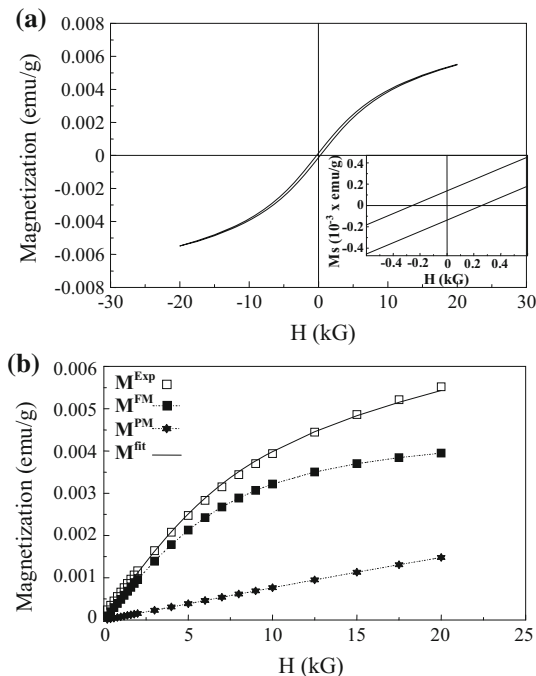 (a)
0.008
0.006
0.004
0.002
0
-0.002
-0.004
-0.006
-0.008
Magnetization (emu/g)
-30 -20 -10 0 10 20 30
H (kG)
0.4
0.2
0
-0.2
-0.4
Ms (10⁻³ x emu/g)
-0.4 -0.2 0 0.2 0.4
H (kG)
(b)
0.006
0.005
0.004
0.003
0.002
0.001
0
Magnetization (emu/g)
M^Exp
M^FM
M^PM
M^fit
0 5 10 15 20 25
H (kG)